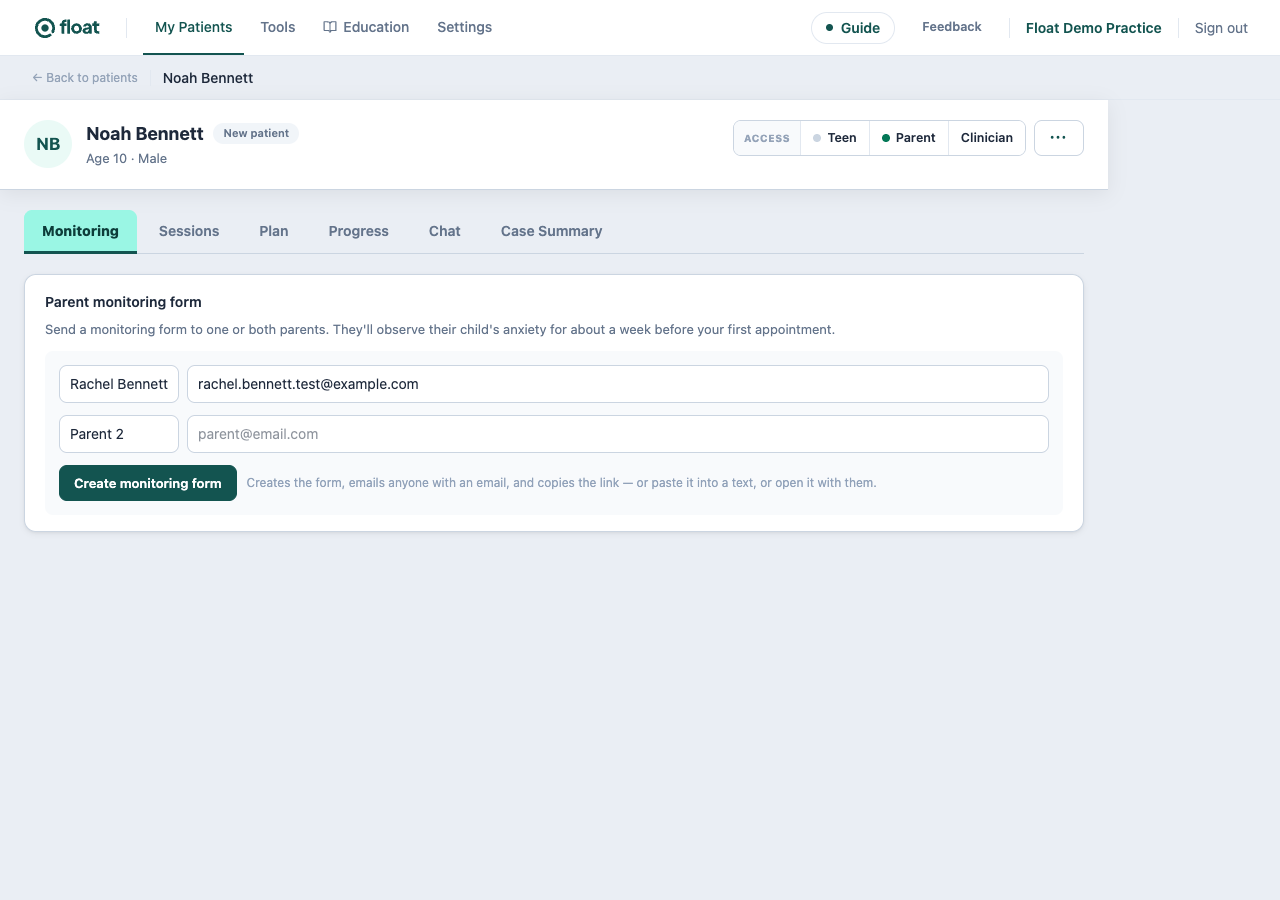 float
My Patients
Tools
Education
Settings
Guide
Feedback
Float Demo Practice
Sign out
← Back to patients
Noah Bennett
NB
Noah Bennett
New patient
Age 10 · Male
ACCESS
Teen
Parent
Clinician
···
Monitoring
Sessions
Plan
Progress
Chat
Case Summary
Parent monitoring form
Send a monitoring form to one or both parents. They'll observe their child's anxiety for about a week before your first appointment.
Rachel Bennett
rachel.bennett.test@example.com
Parent 2
parent@email.com
Create monitoring form
Creates the form, emails anyone with an email, and copies the link — or paste it into a text, or open it with them.